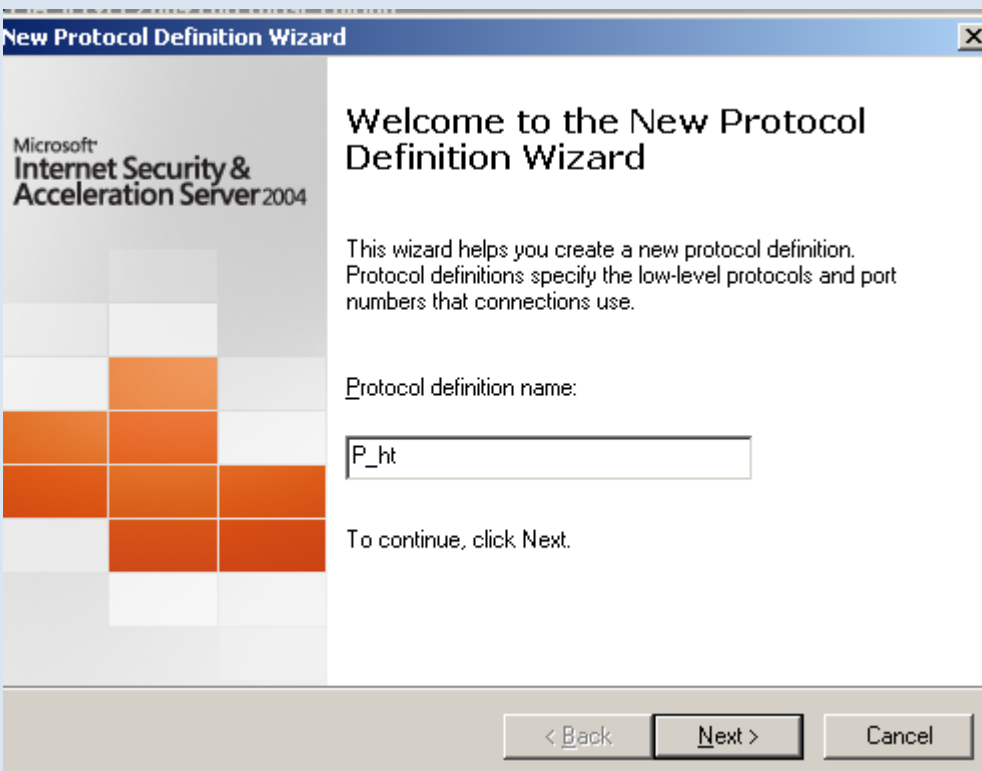 New Protocol Definition Wizard
Microsoft
Internet Security &
Acceleration Server 2004
Welcome to the New Protocol
Definition Wizard
This wizard helps you create a new protocol definition.
Protocol definitions specify the low-level protocols and port
numbers that connections use.
Protocol definition name:
P_ht
To continue, click Next.
< Back
Next >
Cancel